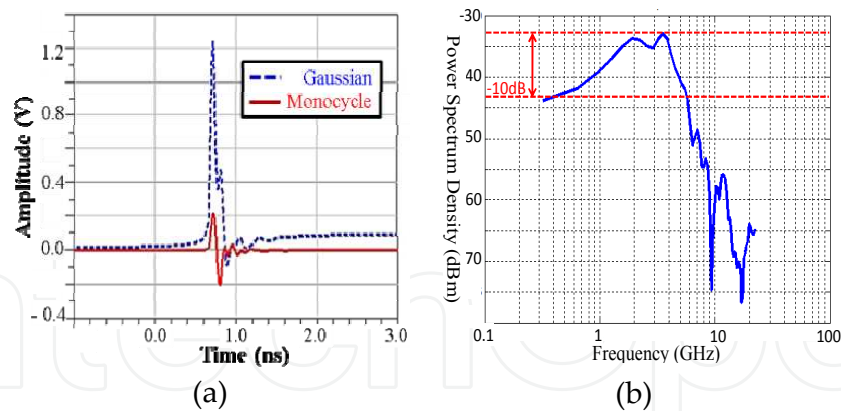 1.2
0.8
0.4
0.0
- 0.4
Amplitude (V)
Gaussian
Monocycle
0.0
1.0
2.0
3.0
Time (ns)
(a)
-30
40
50
60
70
Power Spectrum Density (dBm)
-10dB
0.1
1
10
100
Frequency (GHz)
(b)